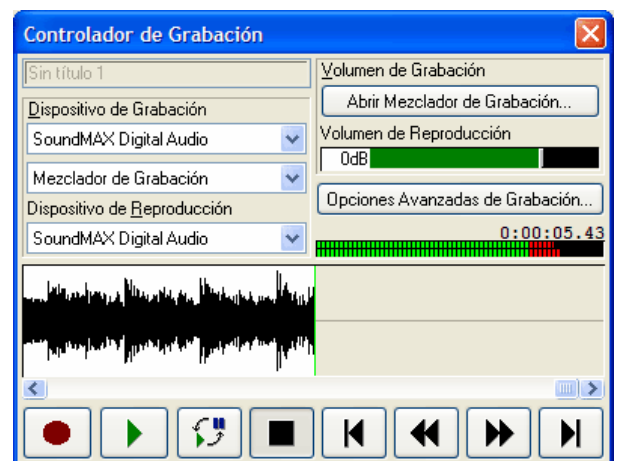 Controlador de Grabación
Sin título 1
Dispositivo de Grabación
SoundMAX Digital Audio
Mezclador de Grabación
Dispositivo de Reproducción
SoundMAX Digital Audio
Volumen de Grabación
Abrir Mezclador de Grabación...
Volumen de Reproducción
0dB
Opciones Avanzadas de Grabación...
0:00:05.43